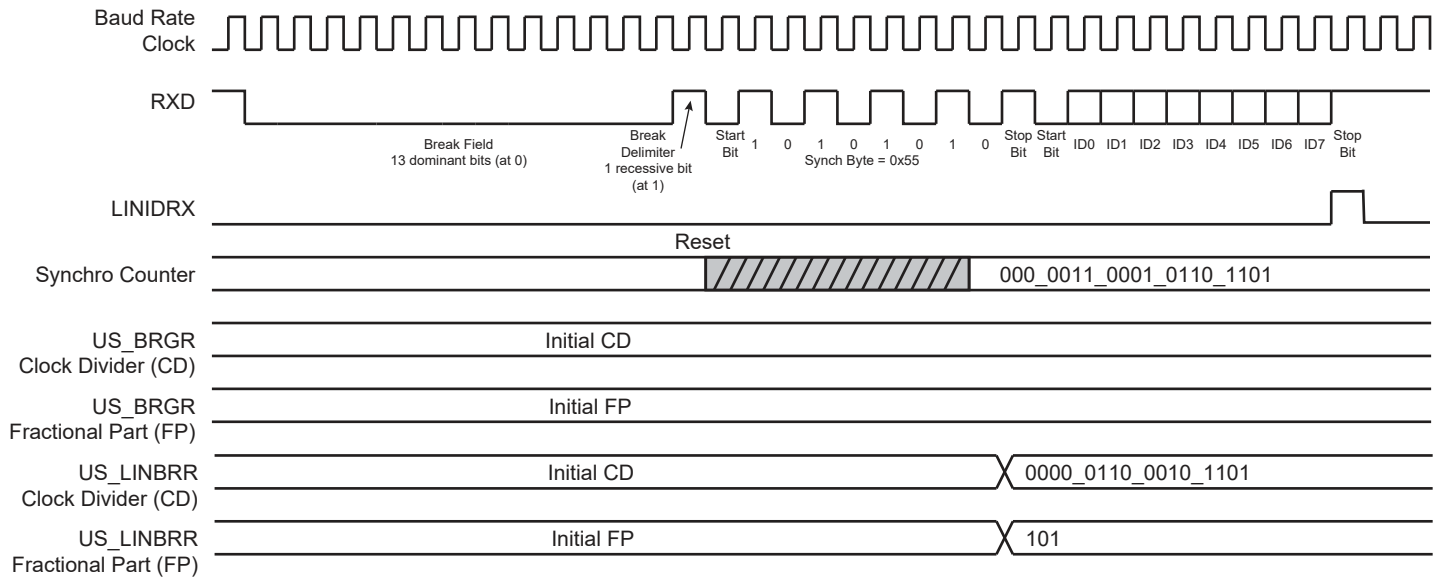 Baud Rate
Clock
RXD
Break Field
13 dominant bits (at 0)
Break
Delimiter
1 recessive bit
(at 1)
Start
Bit
1 0 1 0 1 0 1 0
Synch Byte = 0x55
Stop
Bit
Start
Bit
ID0 ID1 ID2 ID3 ID4 ID5 ID6 ID7
Stop
Bit
LINIDRX
Reset
Synchro Counter
000_0011_0001_0110_1101
US_BRGR
Clock Divider (CD)
Initial CD
US_BRGR
Fractional Part (FP)
Initial FP
US_LINBRR
Clock Divider (CD)
Initial CD
0000_0110_0010_1101
US_LINBRR
Fractional Part (FP)
Initial FP
101